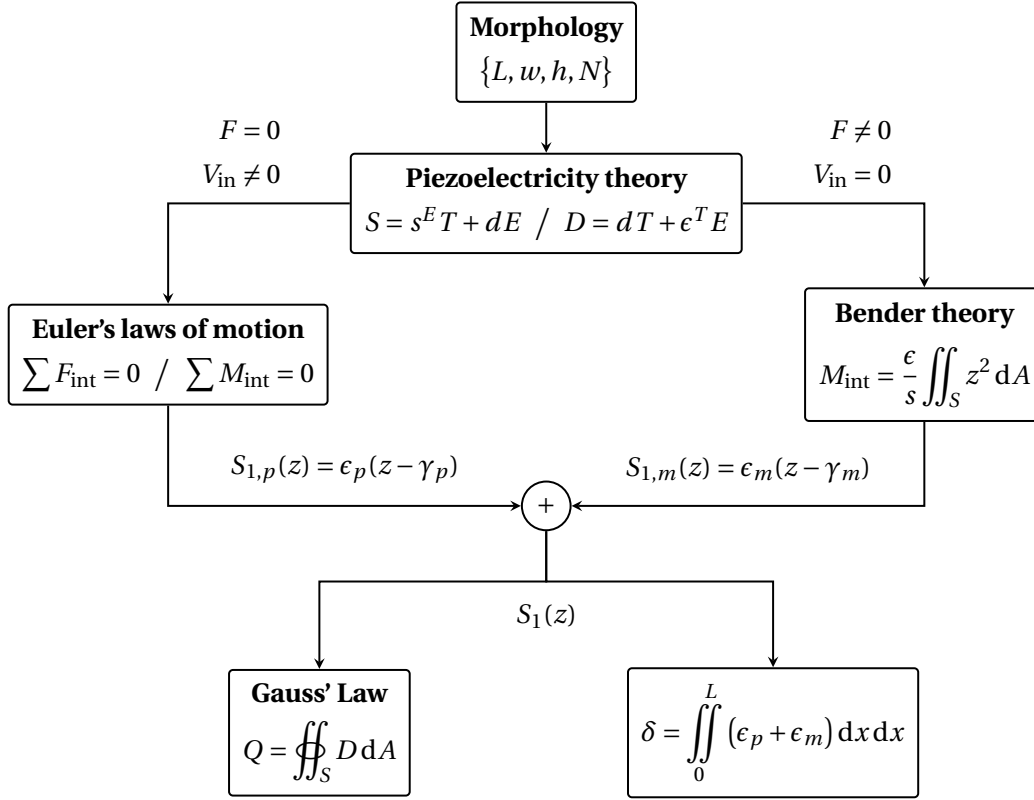 Morphology
{L, w, h, N}
F = 0
V_in ≠ 0
F ≠ 0
V_in = 0
Piezoelectricity theory
S = s^E T + dE / D = dT + ϵ^T E
Euler's laws of motion
∑ F_int = 0 / ∑ M_int = 0
Bender theory
M_int = ϵ/s ∬_S z² dA
S_{1,p}(z) = ϵ_p(z − γ_p)
S_{1,m}(z) = ϵ_m(z − γ_m)
+
S_1(z)
Gauss' Law
Q = ∯_S D dA
δ = ∬_0^L (ϵ_p + ϵ_m) dx dx